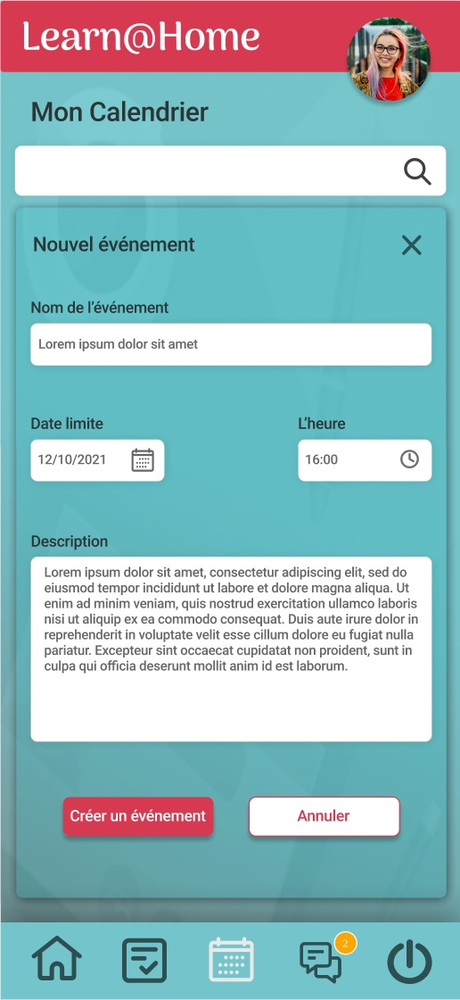 Learn@Home
Mon Calendrier
Nouvel événement
Nom de l’événement
Lorem ipsum dolor sit amet
Date limite
L’heure
12/10/2021
16:00
Description
Lorem ipsum dolor sit amet, consectetur adipiscing elit, sed do
eiusmod tempor incididunt ut labore et dolore magna aliqua. Ut
enim ad minim veniam, quis nostrud exercitation ullamco laboris
nisi ut aliquip ex ea commodo consequat. Duis aute irure dolor in
reprehenderit in voluptate velit esse cillum dolore eu fugiat nulla
pariatur. Excepteur sint occaecat cupidatat non proident, sunt in
culpa qui officia deserunt mollit anim id est laborum.
Créer un événement
Annuler
2